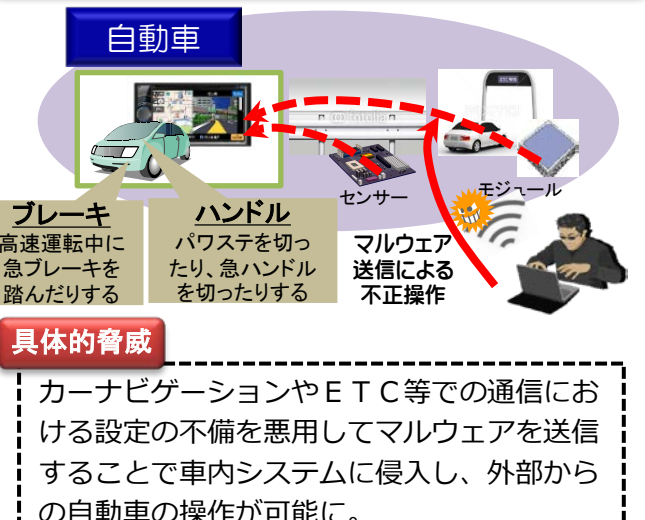 自動車
センサー
モジュール
ブレーキ
高速運転中に
急ブレーキを
踏んだりする
ハンドル
パワステを切っ
たり、急ハンドル
を切ったりする
マルウェア
送信による
不正操作
具体的脅威
カーナビゲーションやＥＴＣ等での通信にお
ける設定の不備を悪用してマルウェアを送信
することで車内システムに侵入し、外部から
の自動車の操作が可能に。